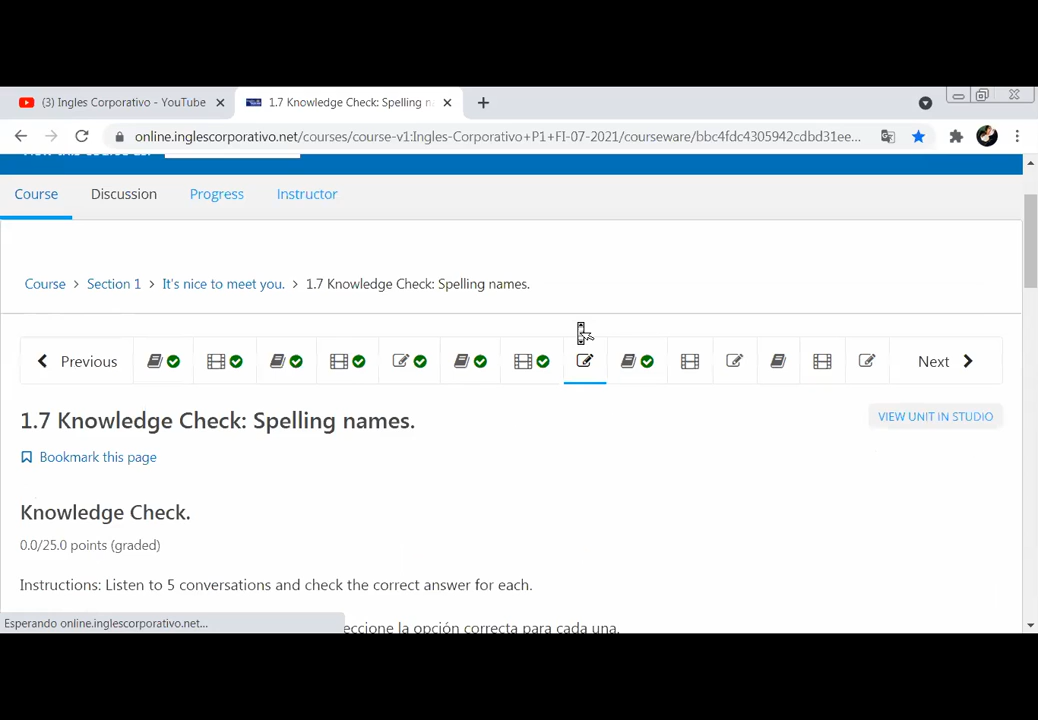 (3) Ingles Corporativo - YouTube
1.7 Knowledge Check: Spelling n
online.inglescorporativo.net/courses/course-v1:Ingles-Corporativo+P1+FI-07-2021/courseware/bbc4fdc4305942cdbd31ee...
Course Discussion Progress Instructor
Course > Section 1 > It's nice to meet you. > 1.7 Knowledge Check: Spelling names.
Previous
Next
1.7 Knowledge Check: Spelling names.
VIEW UNIT IN STUDIO
Bookmark this page
Knowledge Check.
0.0/25.0 points (graded)
Instructions: Listen to 5 conversations and check the correct answer for each.
eccione la opción correcta para cada una.
Esperando online.inglescorporativo.net...